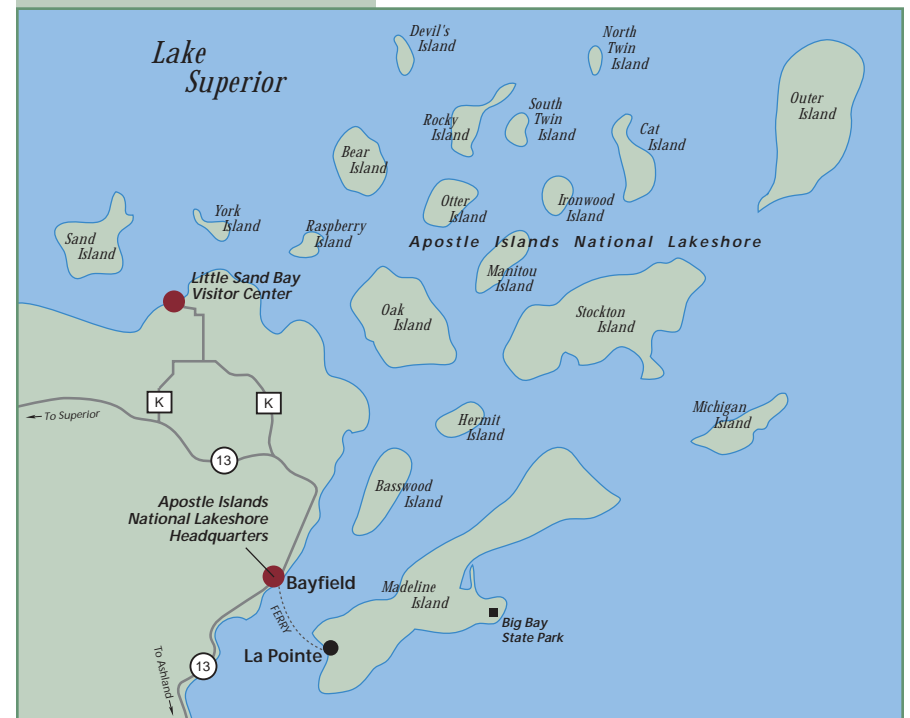 Lake
Superior
Devil's
Island
North
Twin
Island
Outer
Island
Rocky
Island
South
Twin
Island
Cat
Island
Bear
Island
Otter
Island
Ironwood
Island
York
Island
Raspberry
Island
Sand
Island
Apostle Islands National Lakeshore
Manitou
Island
Little Sand Bay
Visitor Center
Oak
Island
Stockton
Island
K
K
To Superior
13
Hermit
Island
Michigan
Island
Basswood
Island
Apostle Islands
National Lakeshore
Headquarters
Bayfield
Madeline
Island
FERRY
Big Bay
State Park
La Pointe
To Ashland
13